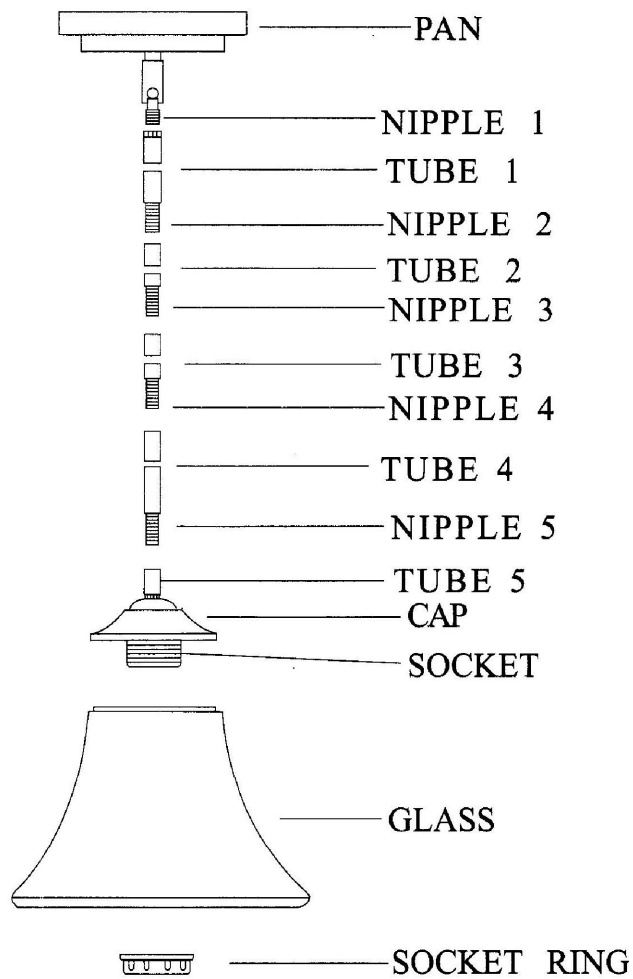 PAN
NIPPLE 1
TUBE 1
NIPPLE 2
TUBE 2
NIPPLE 3
TUBE 3
NIPPLE 4
TUBE 4
NIPPLE 5
TUBE 5
CAP
SOCKET
GLASS
SOCKET RING